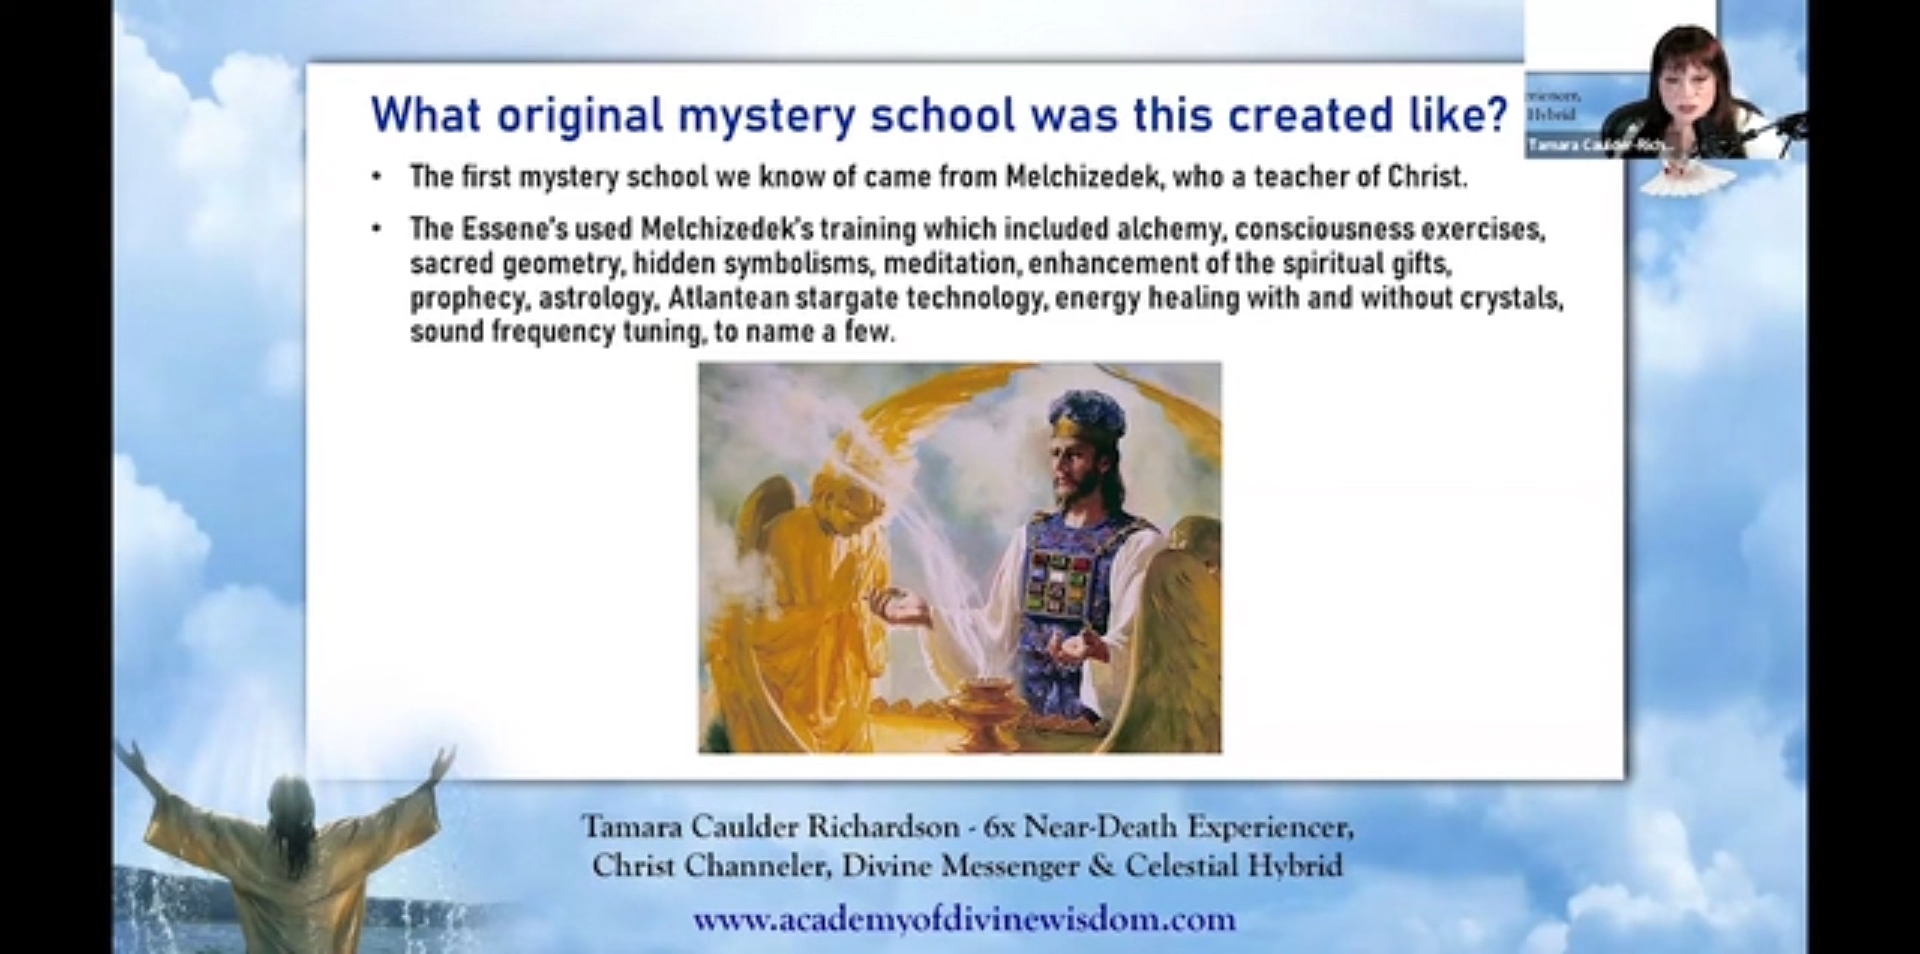 What original mystery school was this created like?
• The first mystery school we know of came from Melchizedek, who a teacher of Christ.
• The Essene's used Melchizedek's training which included alchemy, consciousness exercises,
sacred geometry, hidden symbolisms, meditation, enhancement of the spiritual gifts,
prophecy, astrology, Atlantean stargate technology, energy healing with and without crystals,
sound frequency tuning, to name a few.
Hybrid
Tamara Caulder-Rich...
Tamara Caulder Richardson - 6x Near-Death Experiencer,
Christ Channeler, Divine Messenger & Celestial Hybrid
www.academyofdivinewisdom.com